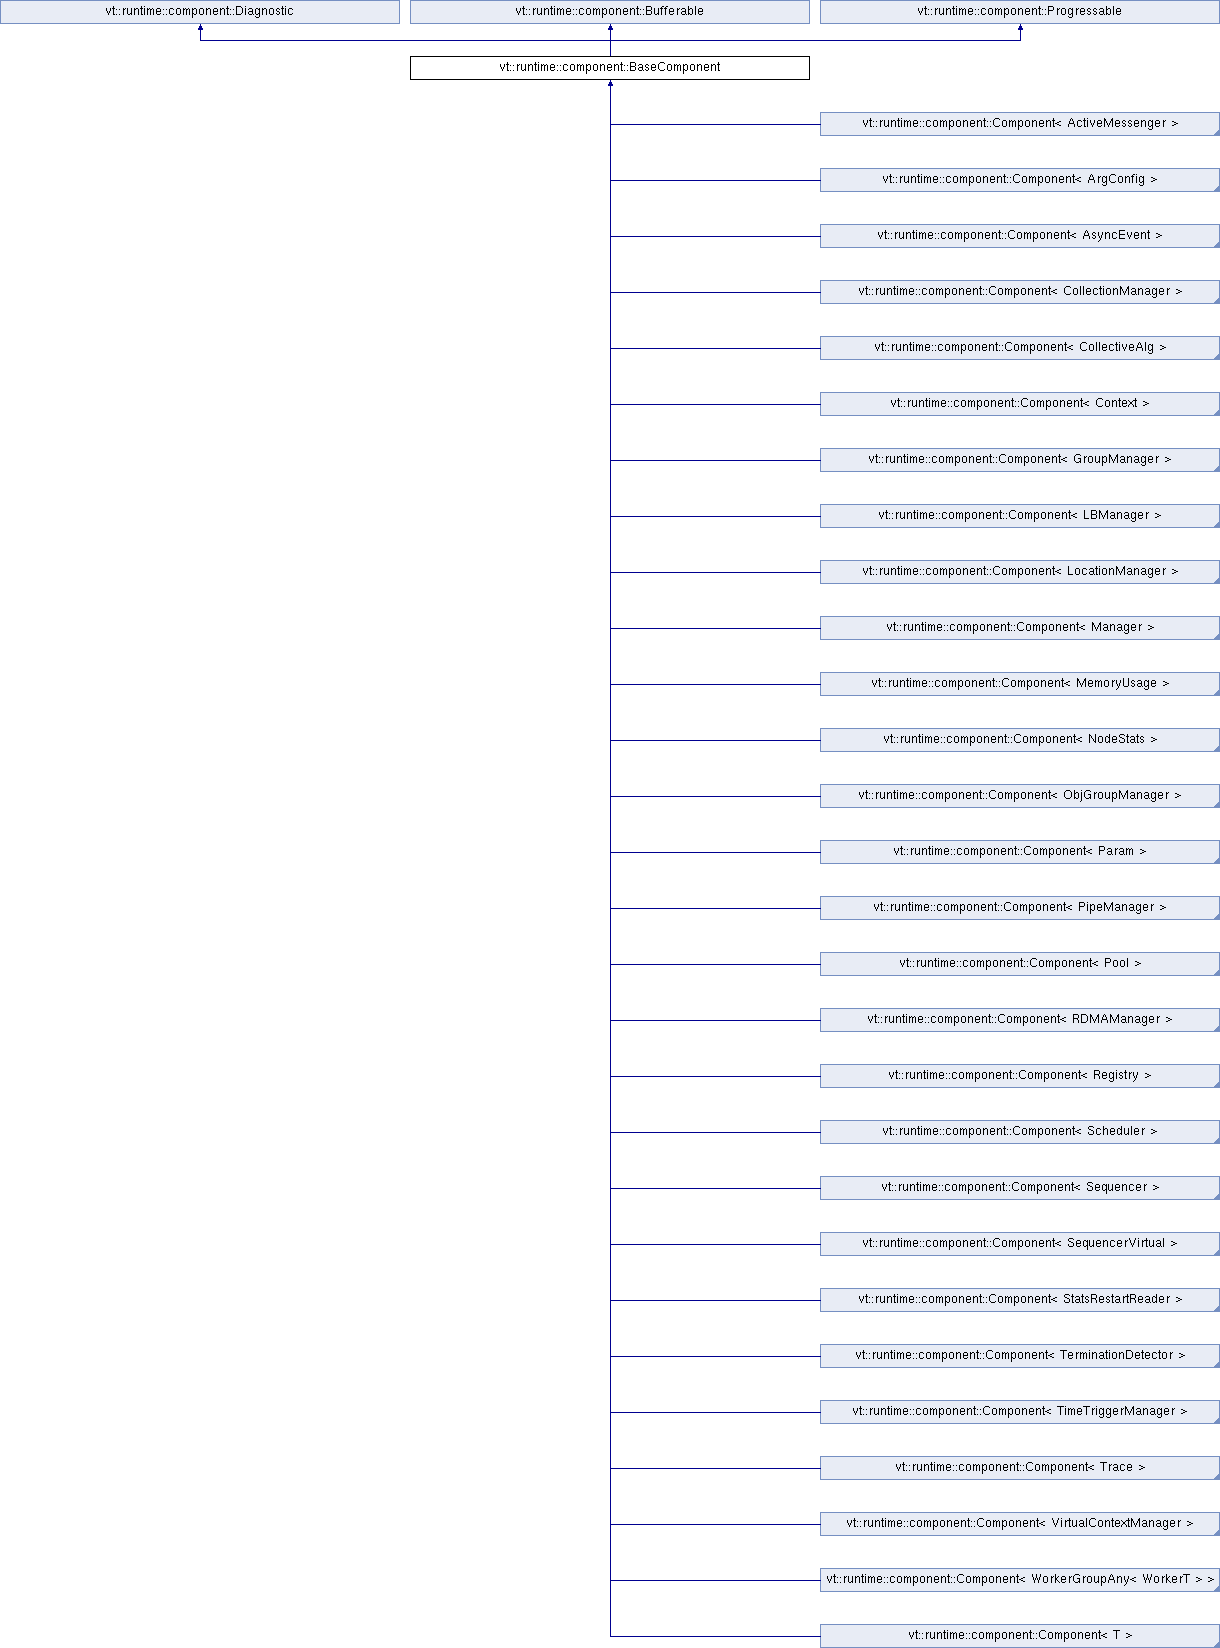 vt::runtime::component::Diagnostic
vt::runtime::component::Bufferable
vt::runtime::component::Progressable
vt::runtime::component::BaseComponent
vt::runtime::component::Component< ActiveMessenger >
vt::runtime::component::Component< ArgConfig >
vt::runtime::component::Component< AsyncEvent >
vt::runtime::component::Component< CollectionManager >
vt::runtime::component::Component< CollectiveAlg >
vt::runtime::component::Component< Context >
vt::runtime::component::Component< GroupManager >
vt::runtime::component::Component< LBManager >
vt::runtime::component::Component< LocationManager >
vt::runtime::component::Component< Manager >
vt::runtime::component::Component< MemoryUsage >
vt::runtime::component::Component< NodeStats >
vt::runtime::component::Component< ObjGroupManager >
vt::runtime::component::Component< Param >
vt::runtime::component::Component< PipeManager >
vt::runtime::component::Component< Pool >
vt::runtime::component::Component< RDMAManager >
vt::runtime::component::Component< Registry >
vt::runtime::component::Component< Scheduler >
vt::runtime::component::Component< Sequencer >
vt::runtime::component::Component< SequencerVirtual >
vt::runtime::component::Component< StatsRestartReader >
vt::runtime::component::Component< TerminationDetector >
vt::runtime::component::Component< TimeTriggerManager >
vt::runtime::component::Component< Trace >
vt::runtime::component::Component< VirtualContextManager >
vt::runtime::component::Component< WorkerGroupAny< WorkerT > >
vt::runtime::component::Component< T >